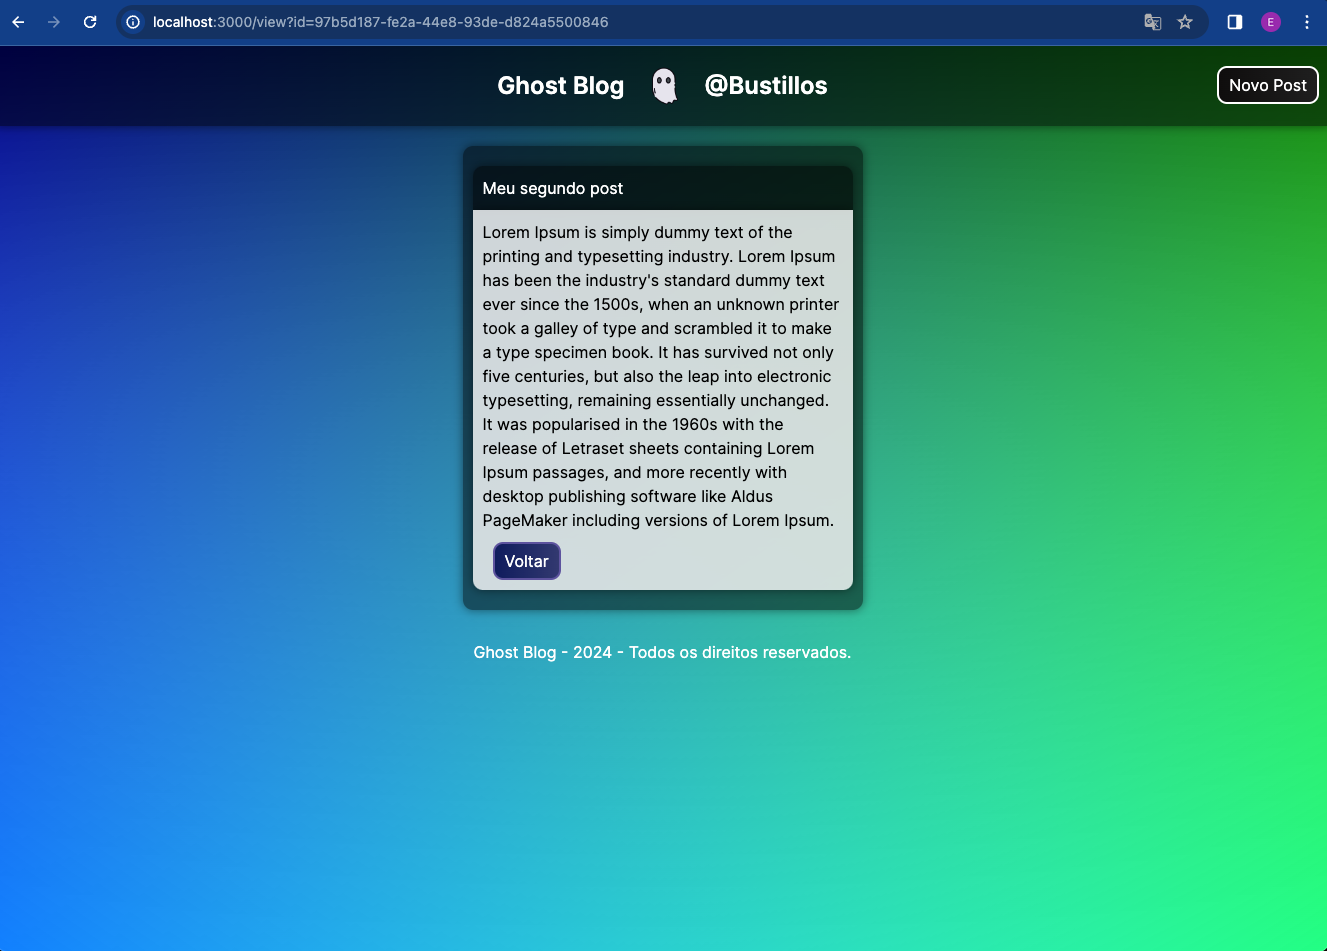 localhost:3000/view?id=97b5d187-fe2a-44e8-93de-d824a5500846
E
Ghost Blog @Bustillos
Novo Post
Meu segundo post
Lorem Ipsum is simply dummy text of the
printing and typesetting industry. Lorem Ipsum
has been the industry's standard dummy text
ever since the 1500s, when an unknown printer
took a galley of type and scrambled it to make
a type specimen book. It has survived not only
five centuries, but also the leap into electronic
typesetting, remaining essentially unchanged.
It was popularised in the 1960s with the
release of Letraset sheets containing Lorem
Ipsum passages, and more recently with
desktop publishing software like Aldus
PageMaker including versions of Lorem Ipsum.
Voltar
Ghost Blog - 2024 - Todos os direitos reservados.